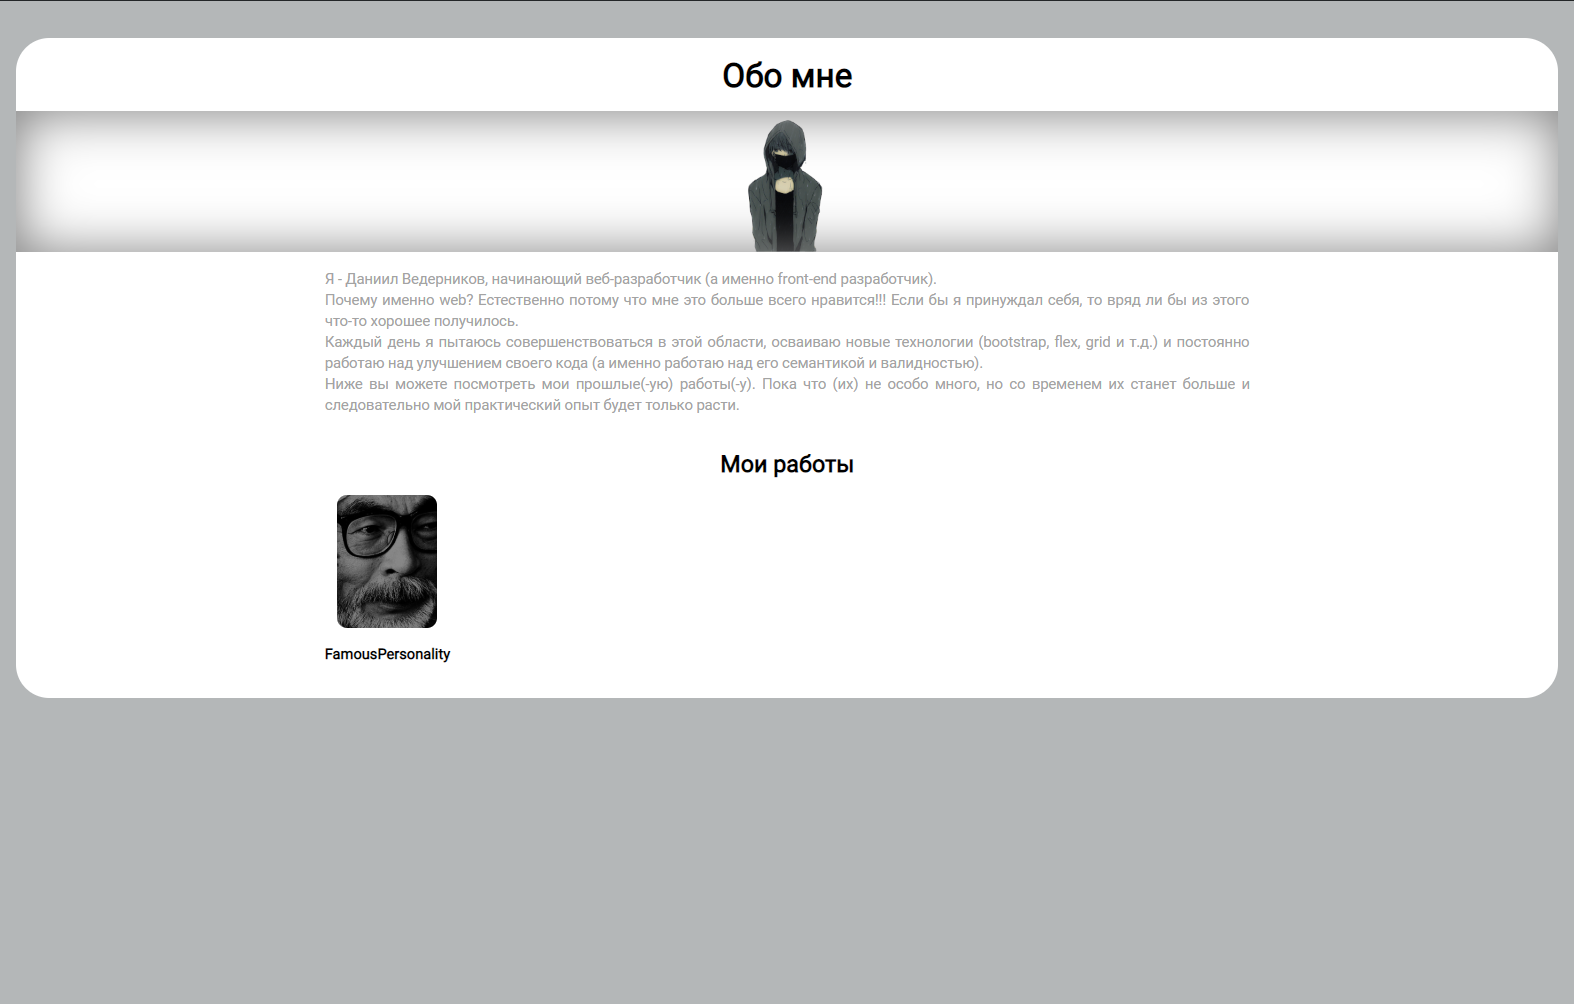 Обо мне
Я - Даниил Ведерников, начинающий веб-разработчик (а именно front-end разработчик).
Почему именно web? Естественно потому что мне это больше всего нравится!!! Если бы я принуждал себя, то вряд ли бы из этого
что-то хорошее получилось.
Каждый день я пытаюсь совершенствоваться в этой области, осваиваю новые технологии (bootstrap, flex, grid и т.д.) и постоянно
работаю над улучшением своего кода (а именно работаю над его семантикой и валидностью).
Ниже вы можете посмотреть мои прошлые(-ую) работы(-у). Пока что (их) не особо много, но со временем их станет больше и
следовательно мой практический опыт будет только расти.
Мои работы
FamousPersonality